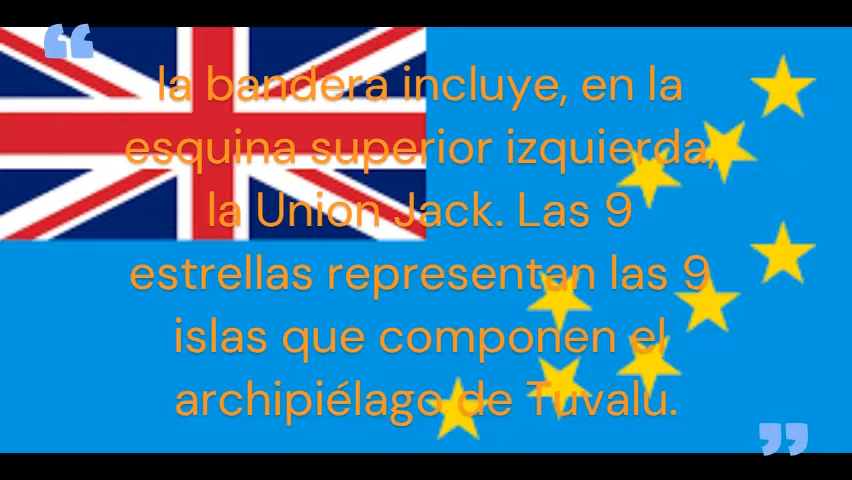 “
la bandera incluye, en la
esquina superior izquierda,
la Union Jack. Las 9
estrellas representan las 9
islas que componen el
archipiélago de Tuvalu.
”